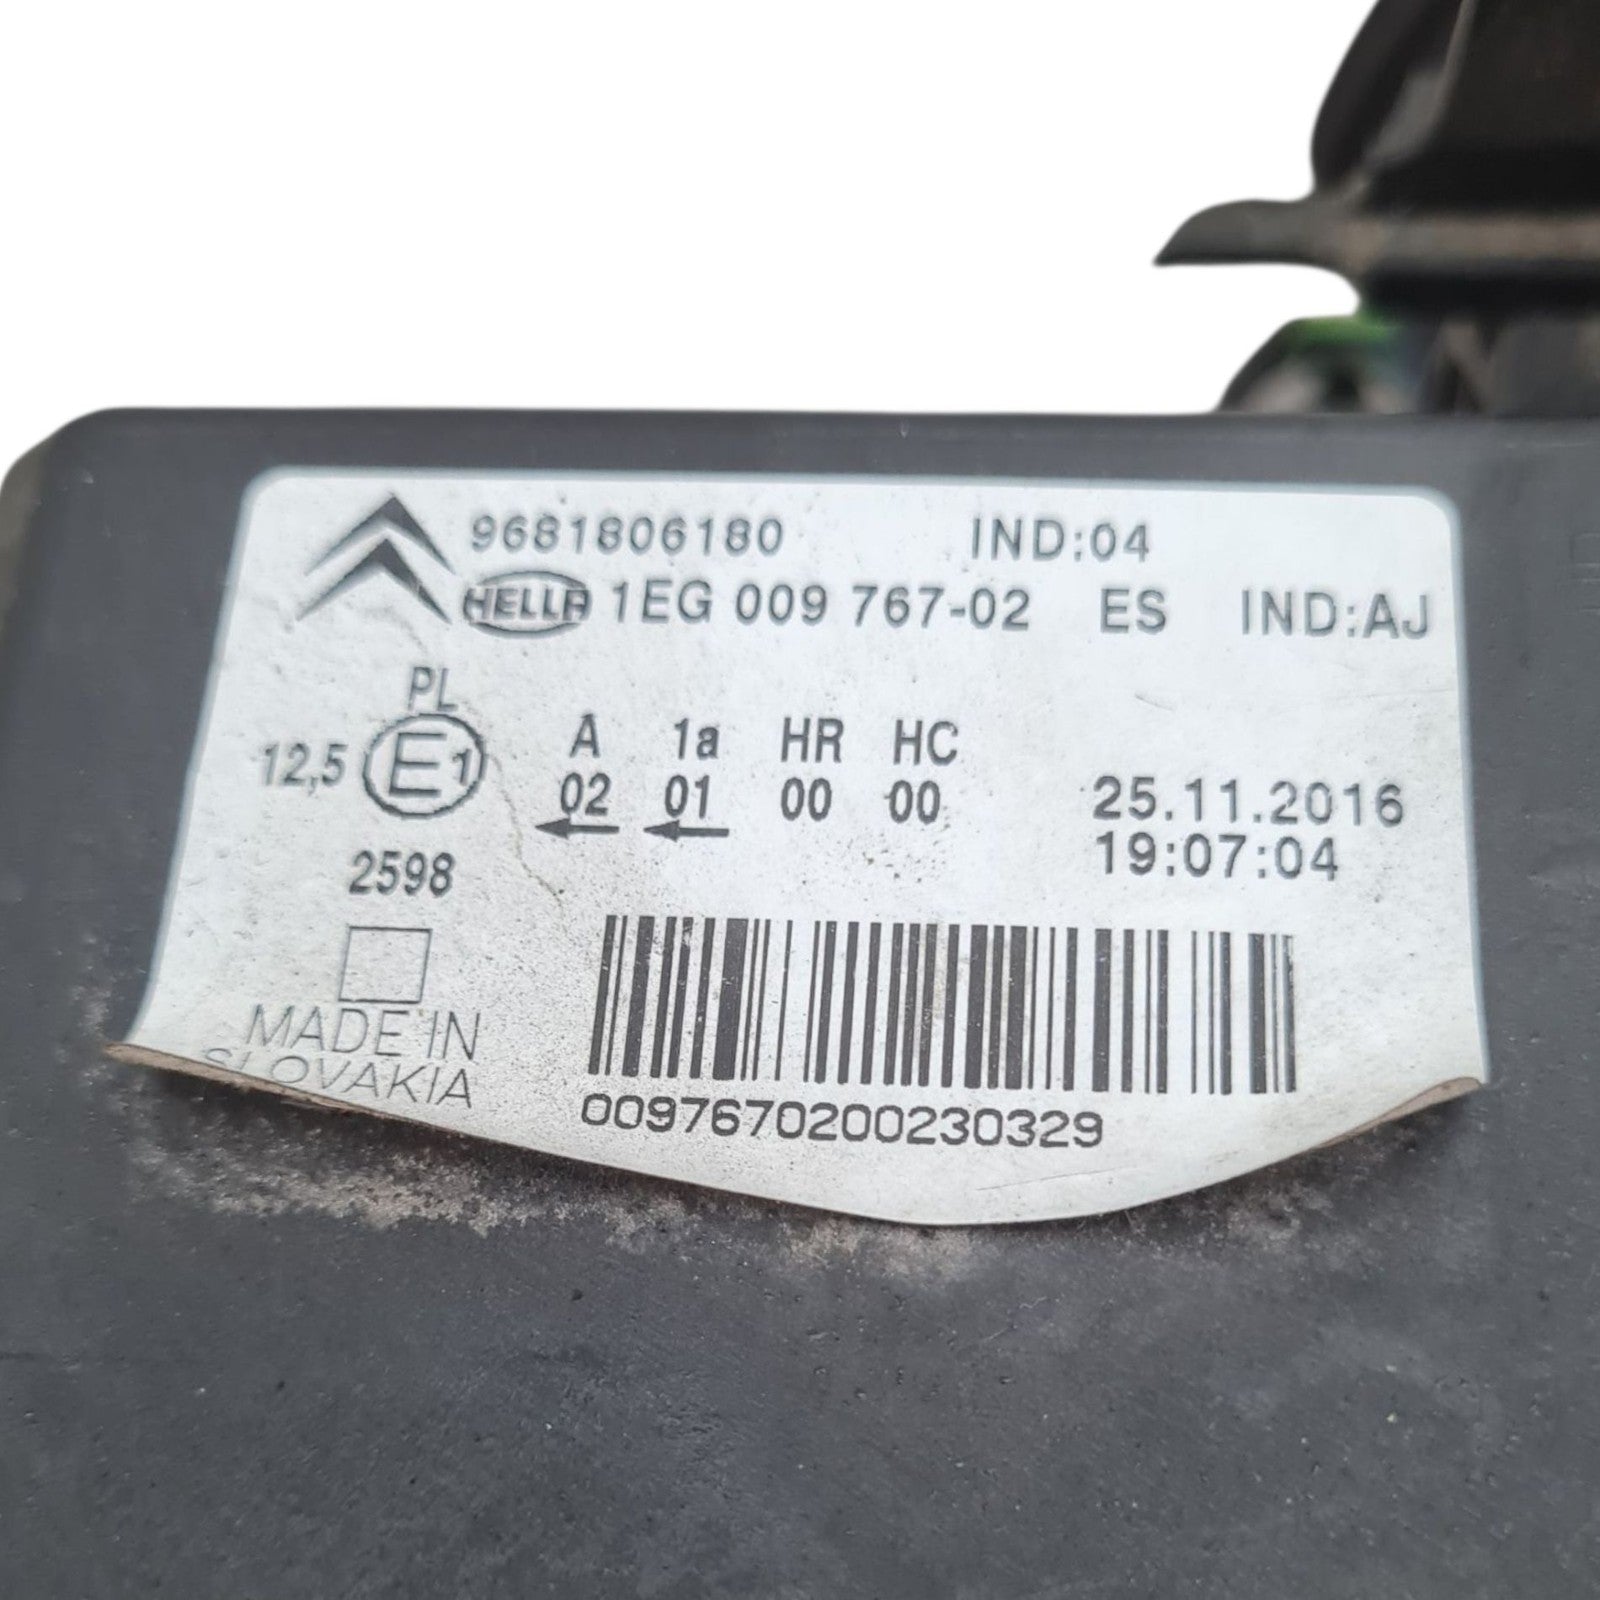 9681806180 IND:04
HELLA 1EG 009 767-02 ES IND:AJ
PL
12,5 E1 A 1a HR HC
02 01 00 00 25.11.2016
2598 19:07:04
MADE IN
SLOVAKIA
0097670200230329